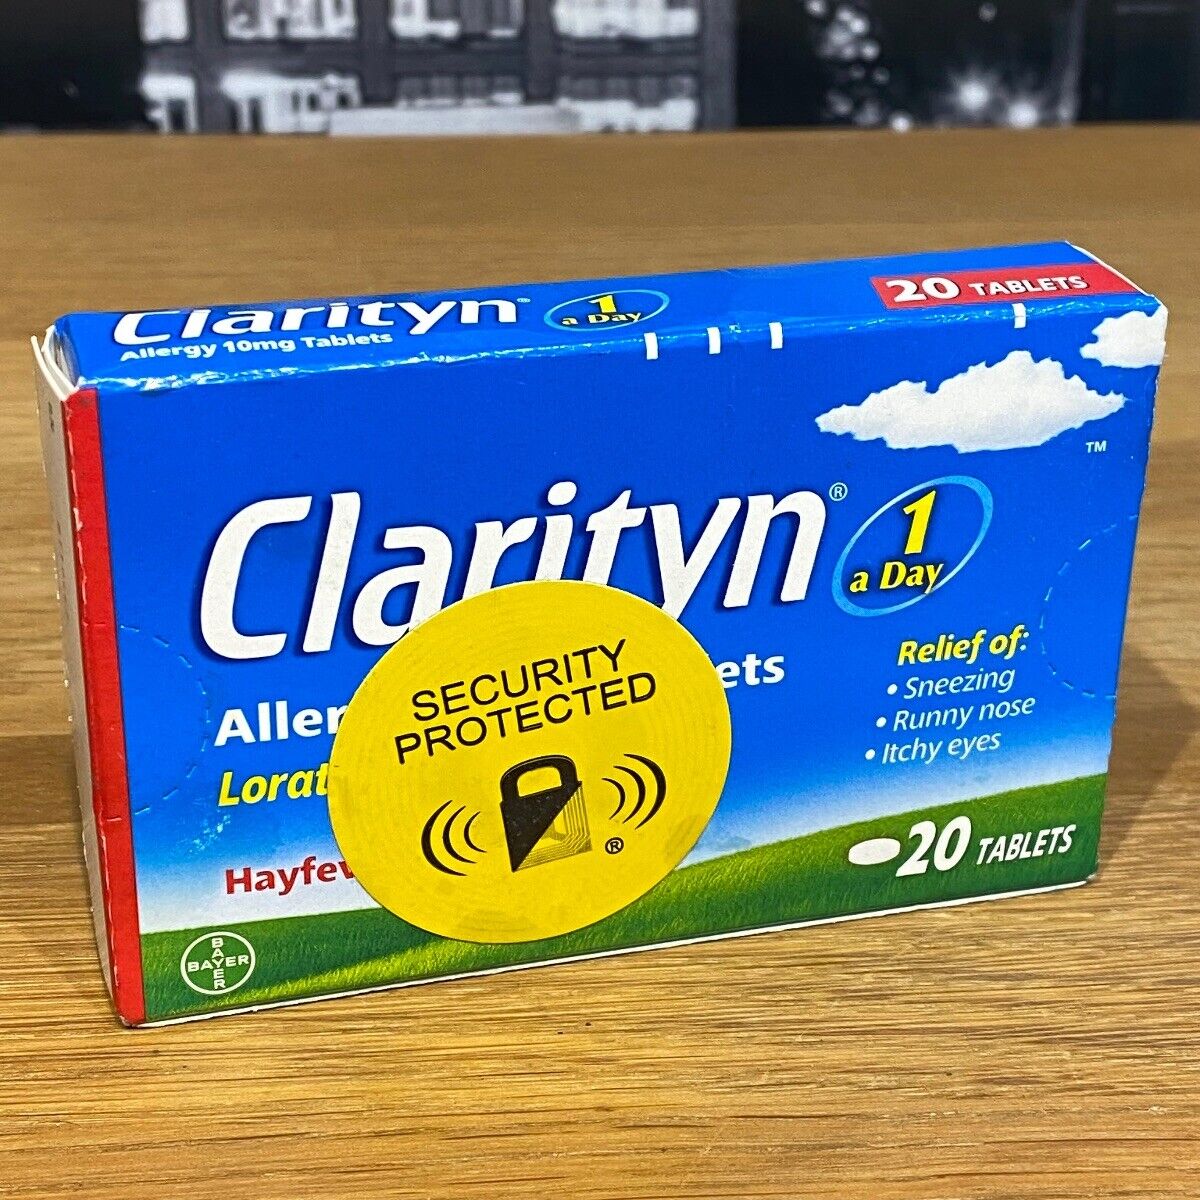 Clarityn® 1 a Day
Allergy 10mg Tablets
20 TABLETS
TM
Clarityn® 1
a Day
Aller ets
Lorat
Hayfev
Relief of:
• Sneezing
• Runny nose
• Itchy eyes
SECURITY
PROTECTED
®
20 TABLETS
BAYER
BAYER